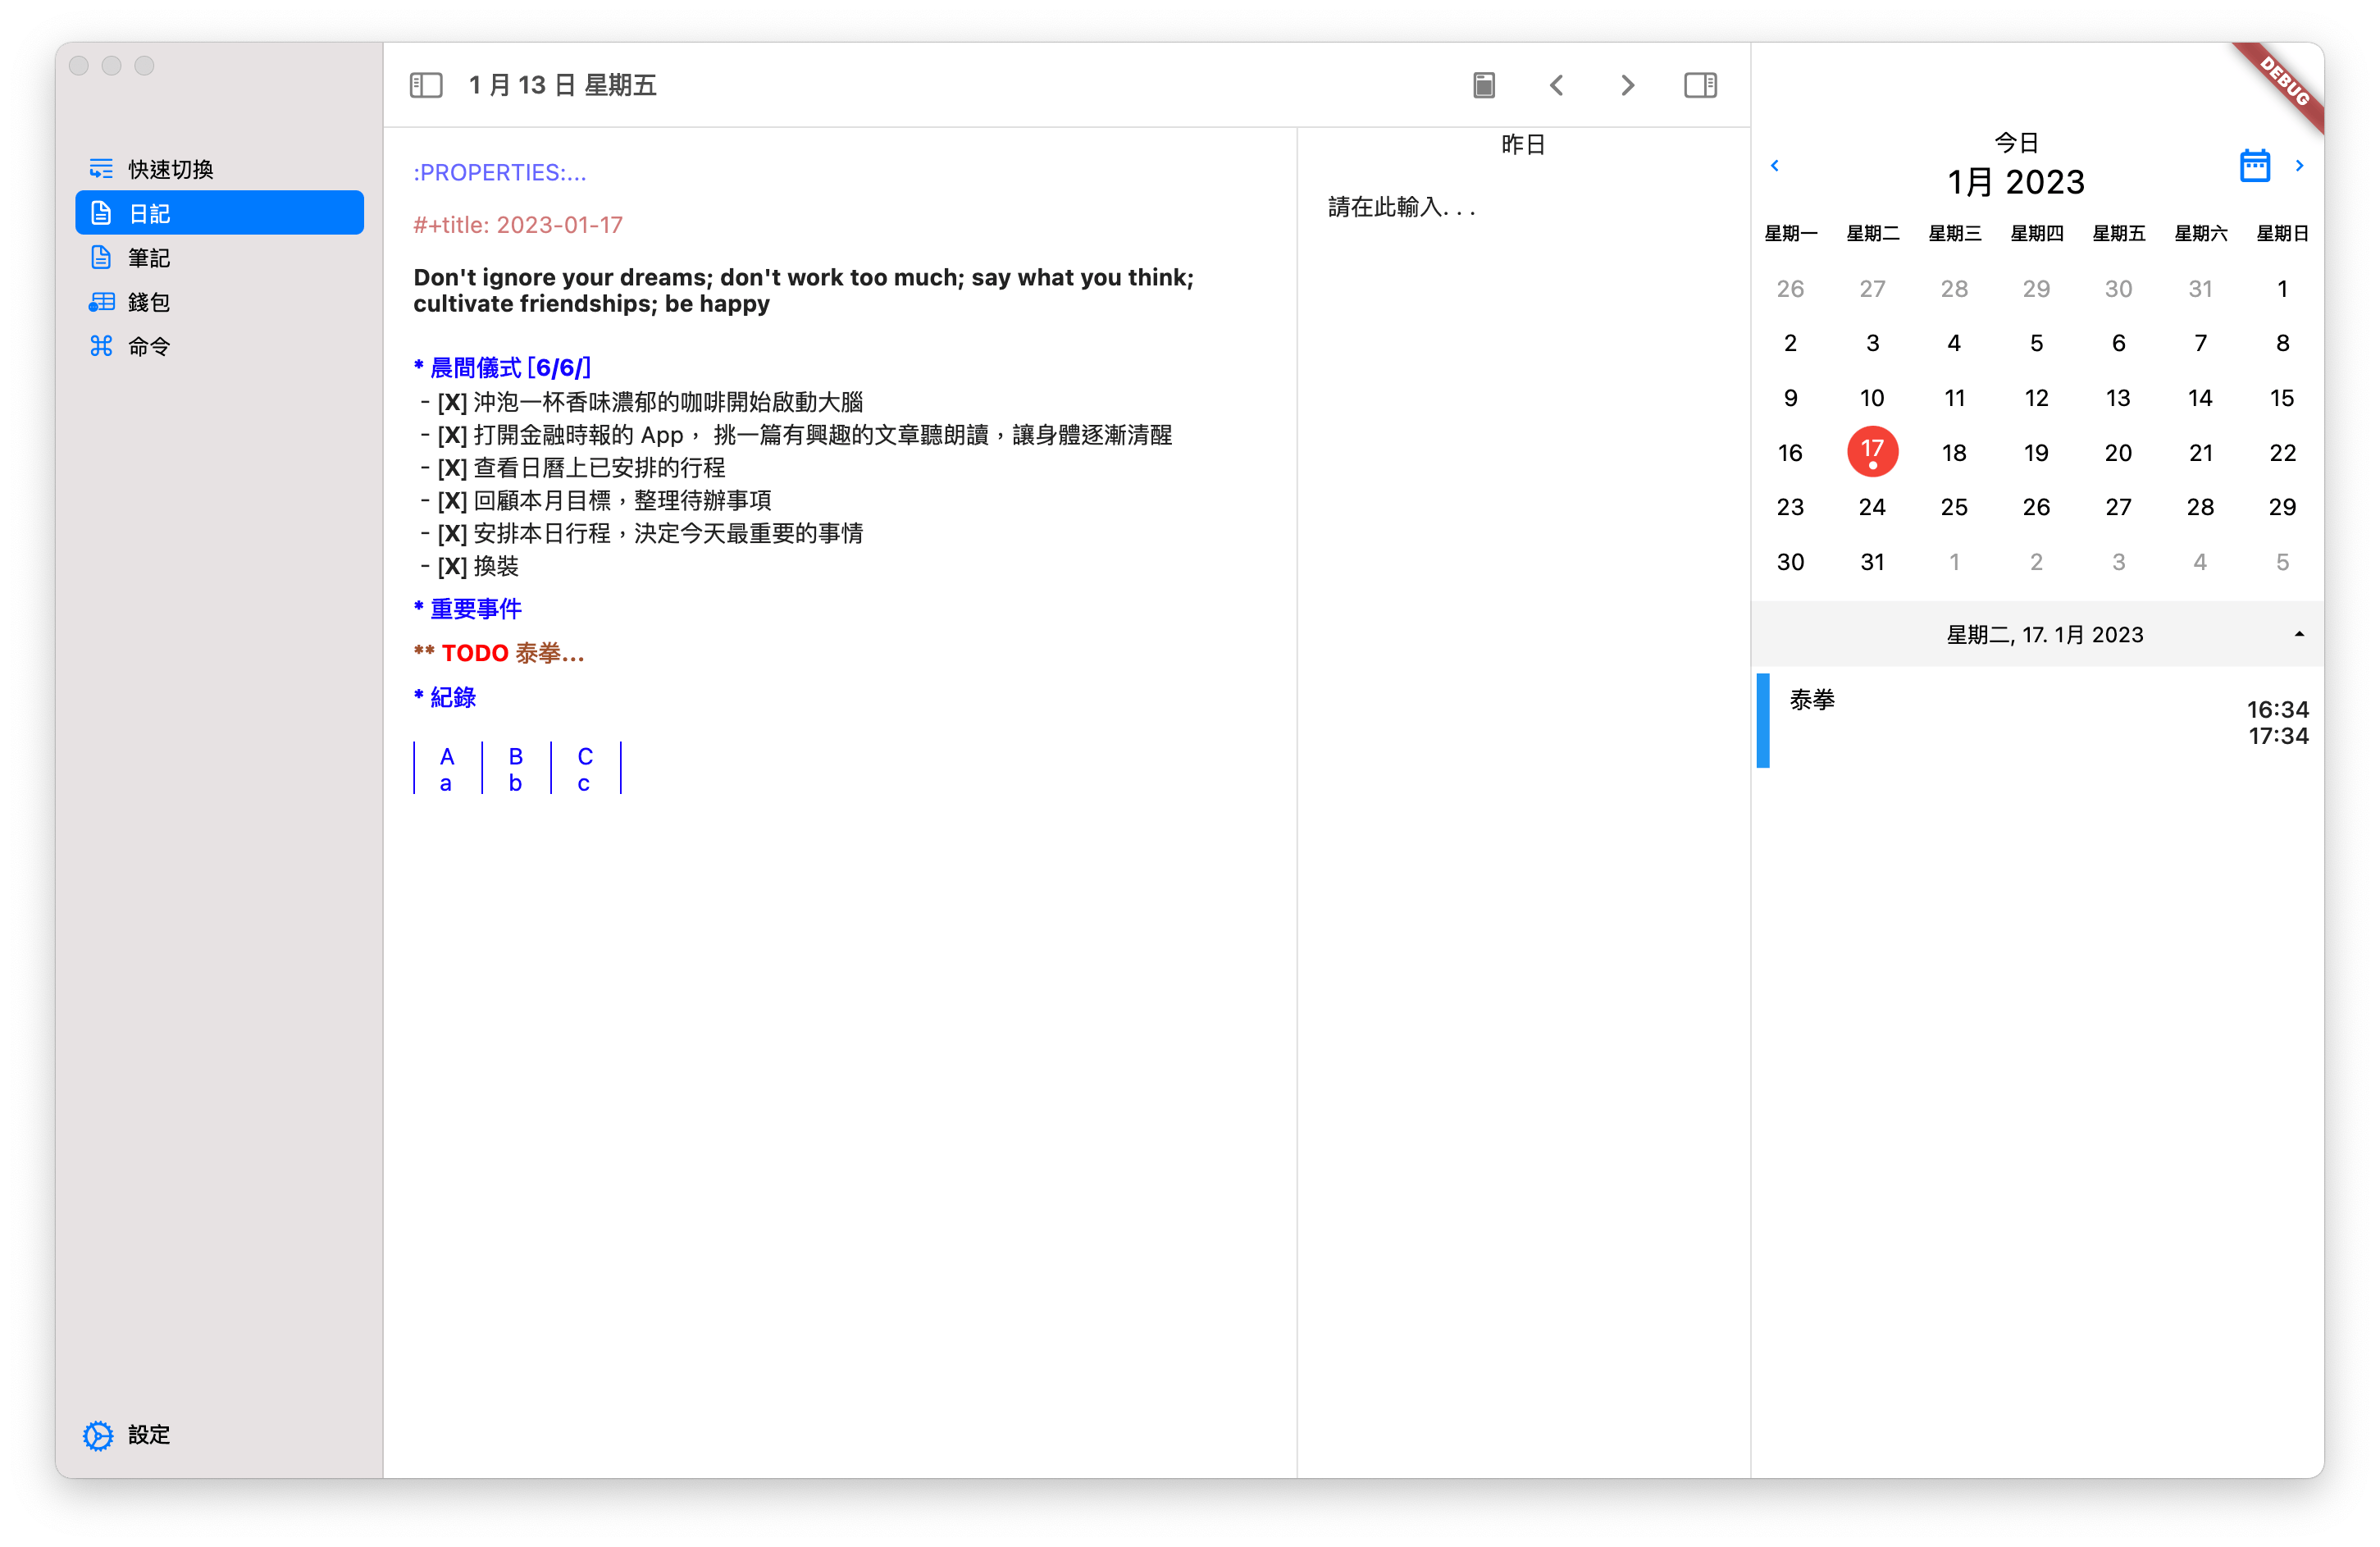 快速切換
日記
筆記
錢包
命令
設定
1 月 13 日 星期五
:PROPERTIES:...
#+title: 2023-01-17
Don't ignore your dreams; don't work too much; say what you think;
cultivate friendships; be happy
* 晨間儀式 [6/6/]
- [X] 沖泡一杯香味濃郁的咖啡開始啟動大腦
- [X] 打開金融時報的 App， 挑一篇有興趣的文章聽朗讀，讓身體逐漸清醒
- [X] 查看日曆上已安排的行程
- [X] 回顧本月目標，整理待辦事項
- [X] 安排本日行程，決定今天最重要的事情
- [X] 換裝
* 重要事件
** TODO 泰拳...
* 紀錄
A B C
a b c
昨日
請在此輸入. . .
DEBUG
今日
1月 2023
星期一 星期二 星期三 星期四 星期五 星期六 星期日
26 27 28 29 30 31 1
2 3 4 5 6 7 8
9 10 11 12 13 14 15
16 17 18 19 20 21 22
23 24 25 26 27 28 29
30 31 1 2 3 4 5
星期二, 17. 1月 2023
泰拳
16:34
17:34